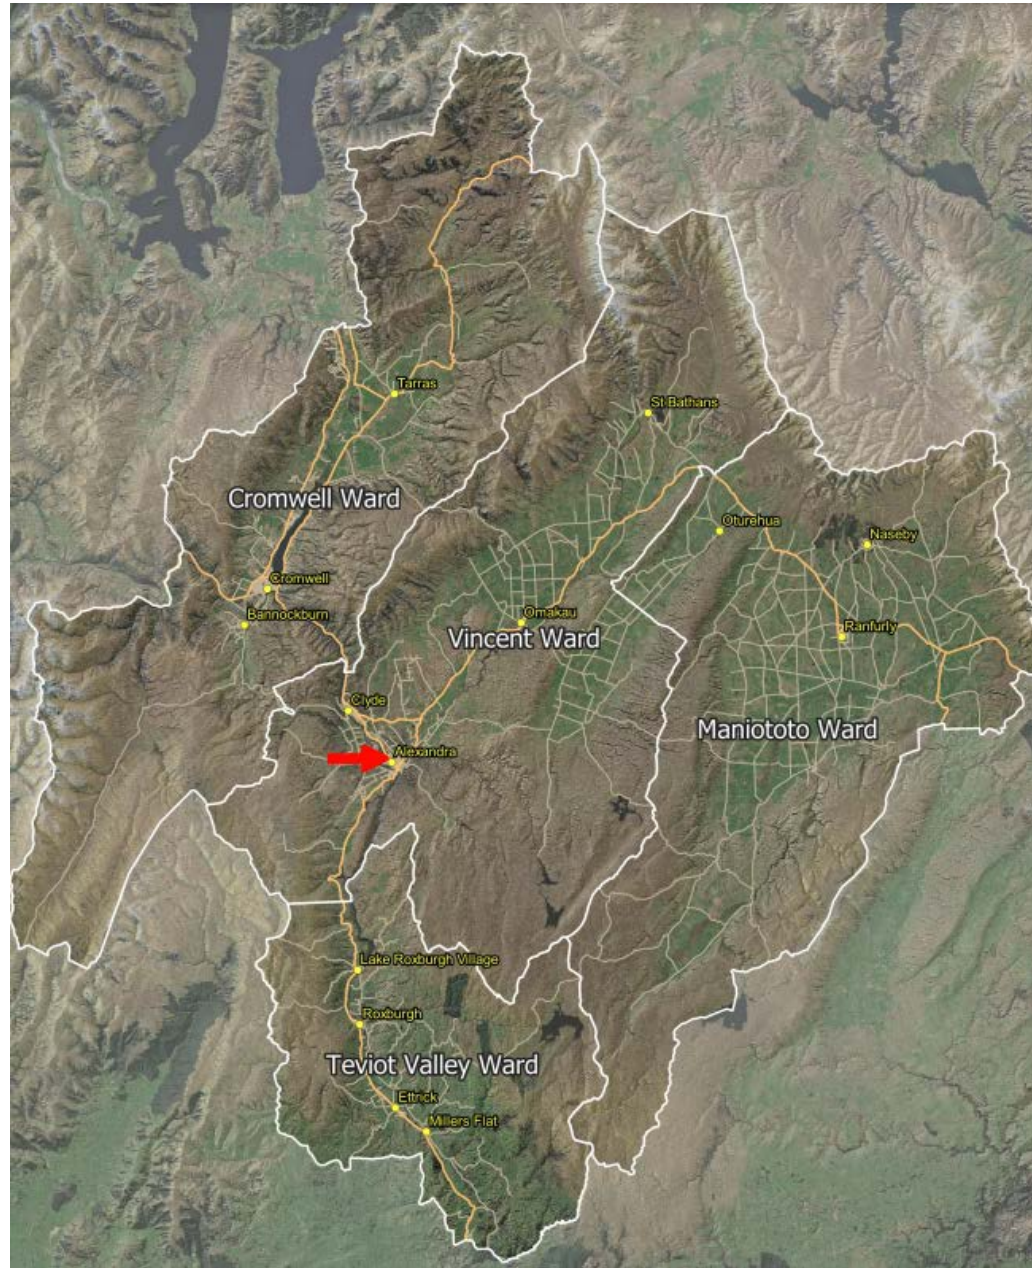 Tarras
St Bathans
Cromwell Ward
Oturehua
Naseby
Cromwell
Bannockburn
Omakau
Vincent Ward
Ranfurly
Clyde
Maniototo Ward
Alexandra
Lake Roxburgh Village
Roxburgh
Teviot Valley Ward
Ettrick
Millers Flat